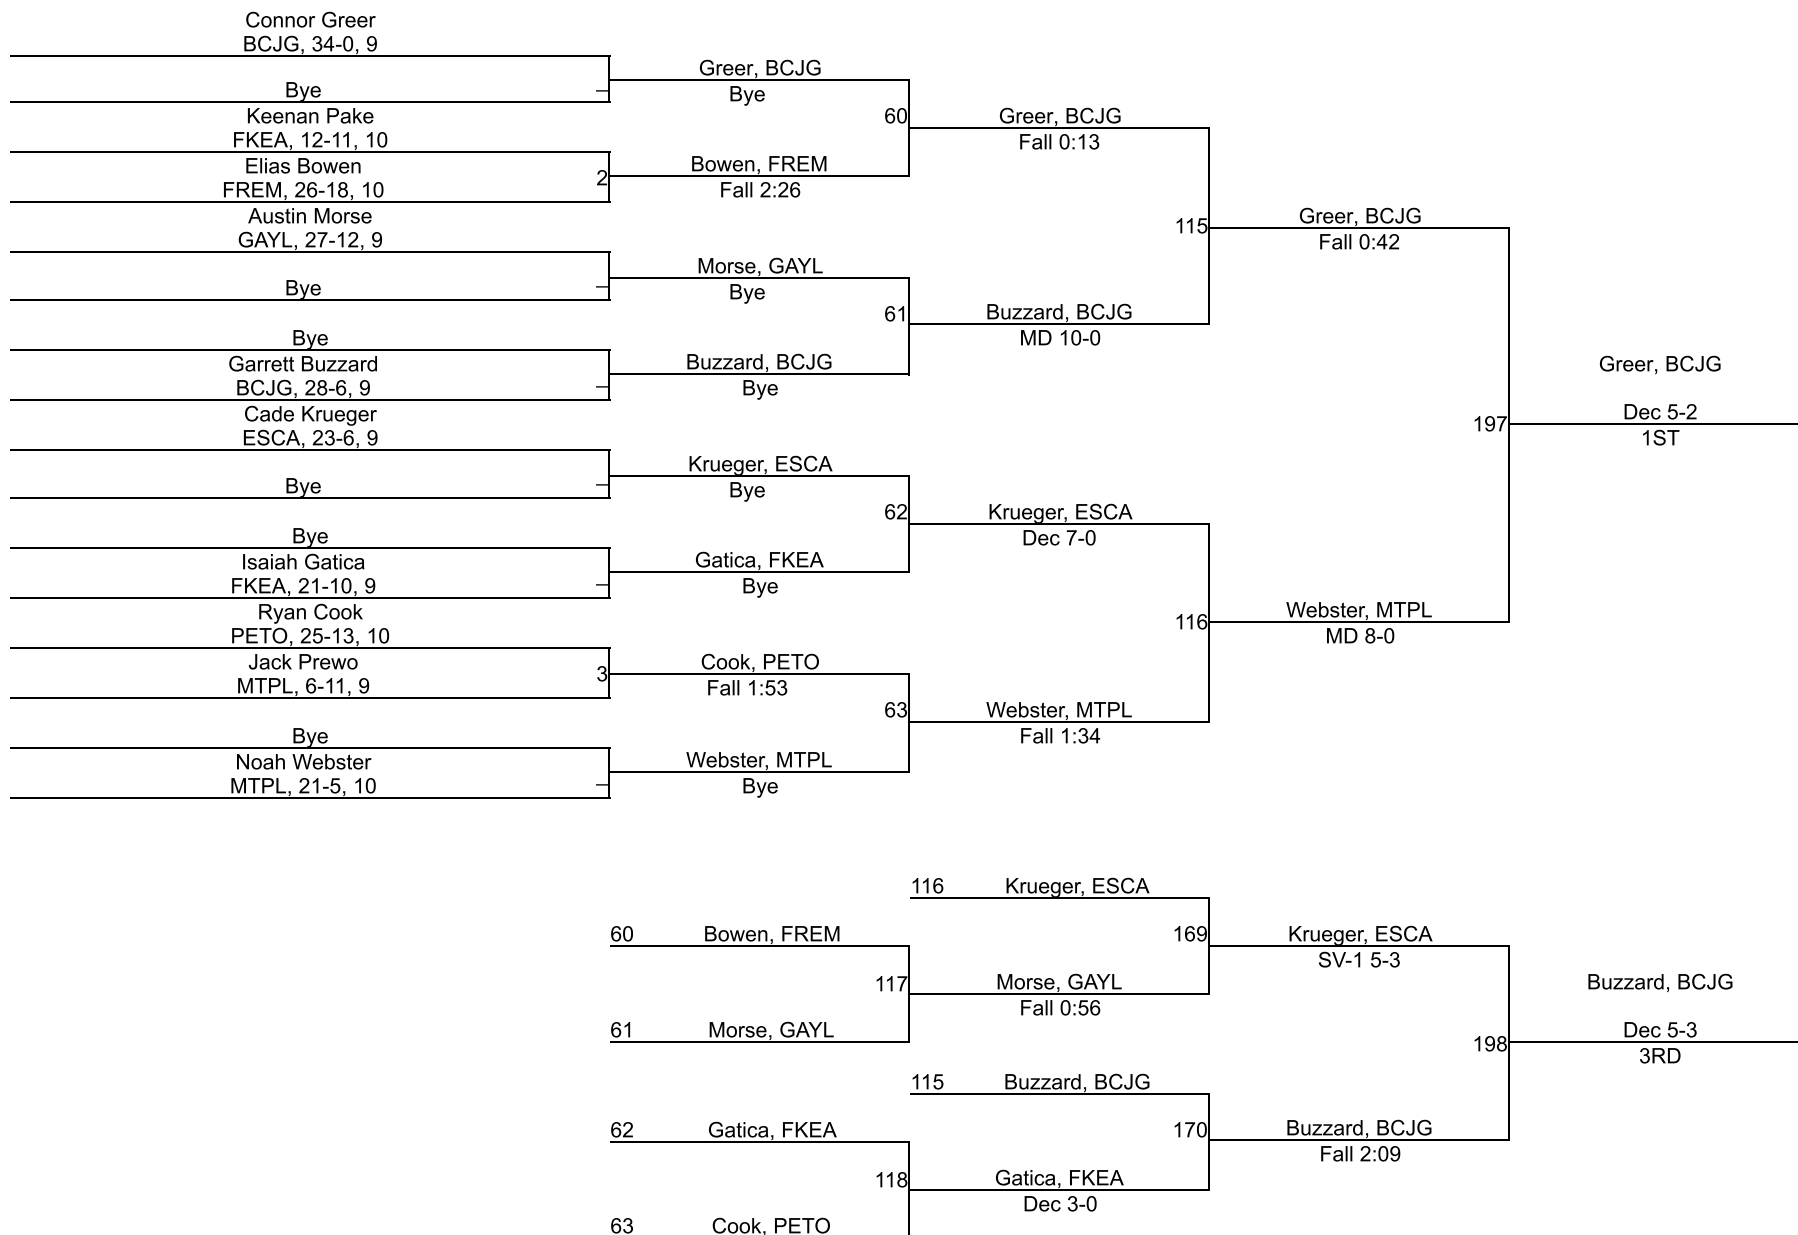 Connor Greer
BCJG, 34-0, 9
Bye
Keenan Pake
FKEA, 12-11, 10
Elias Bowen
FREM, 26-18, 10
2
Austin Morse
GAYL, 27-12, 9
Bye
Bye
Garrett Buzzard
BCJG, 28-6, 9
Cade Krueger
ESCA, 23-6, 9
Bye
Bye
Isaiah Gatica
FKEA, 21-10, 9
Ryan Cook
PETO, 25-13, 10
Jack Prewo
MTPL, 6-11, 9
3
Bye
Noah Webster
MTPL, 21-5, 10
Greer, BCJG
Bye
60
Bowen, FREM
Fall 2:26
Morse, GAYL
Bye
61
Buzzard, BCJG
Bye
Krueger, ESCA
Bye
62
Gatica, FKEA
Bye
Cook, PETO
Fall 1:53
63
Webster, MTPL
Bye
Greer, BCJG
Fall 0:13
115
Buzzard, BCJG
MD 10-0
Krueger, ESCA
Dec 7-0
116
Webster, MTPL
Fall 1:34
Greer, BCJG
Fall 0:42
197
Webster, MTPL
MD 8-0
Greer, BCJG
Dec 5-2
1ST
60 Bowen, FREM
117
61 Morse, GAYL
62 Gatica, FKEA
118
63 Cook, PETO
116 Krueger, ESCA
169
Morse, GAYL
Fall 0:56
115 Buzzard, BCJG
170
Gatica, FKEA
Dec 3-0
Krueger, ESCA
SV-1 5-3
198
Buzzard, BCJG
Fall 2:09
Buzzard, BCJG
Dec 5-3
3RD